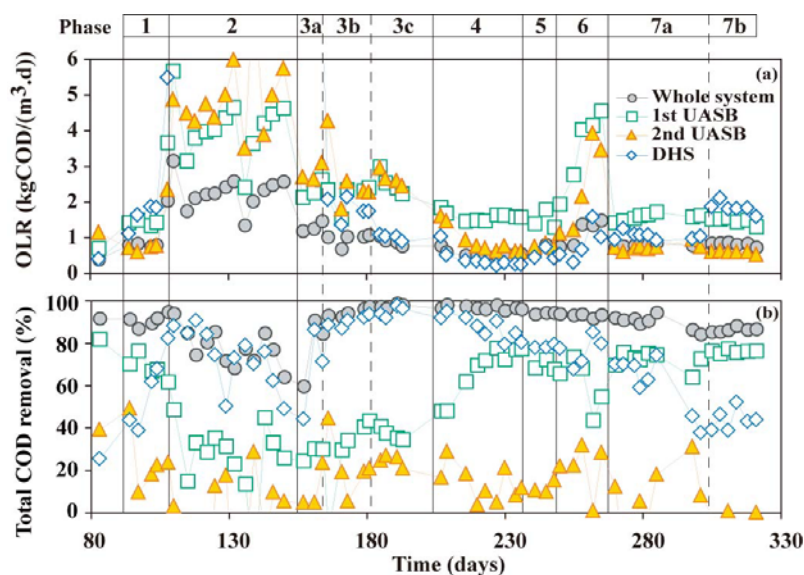 Phase 1 2 3a 3b 3c 4 5 6 7a 7b
(a)
OLR (kgCOD/(m³.d))
6
5
4
3
2
1
0
Whole system
1st UASB
2nd UASB
DHS
(b)
Total COD removal (%)
100
80
60
40
20
0
80 130 180 230 280 330
Time (days)